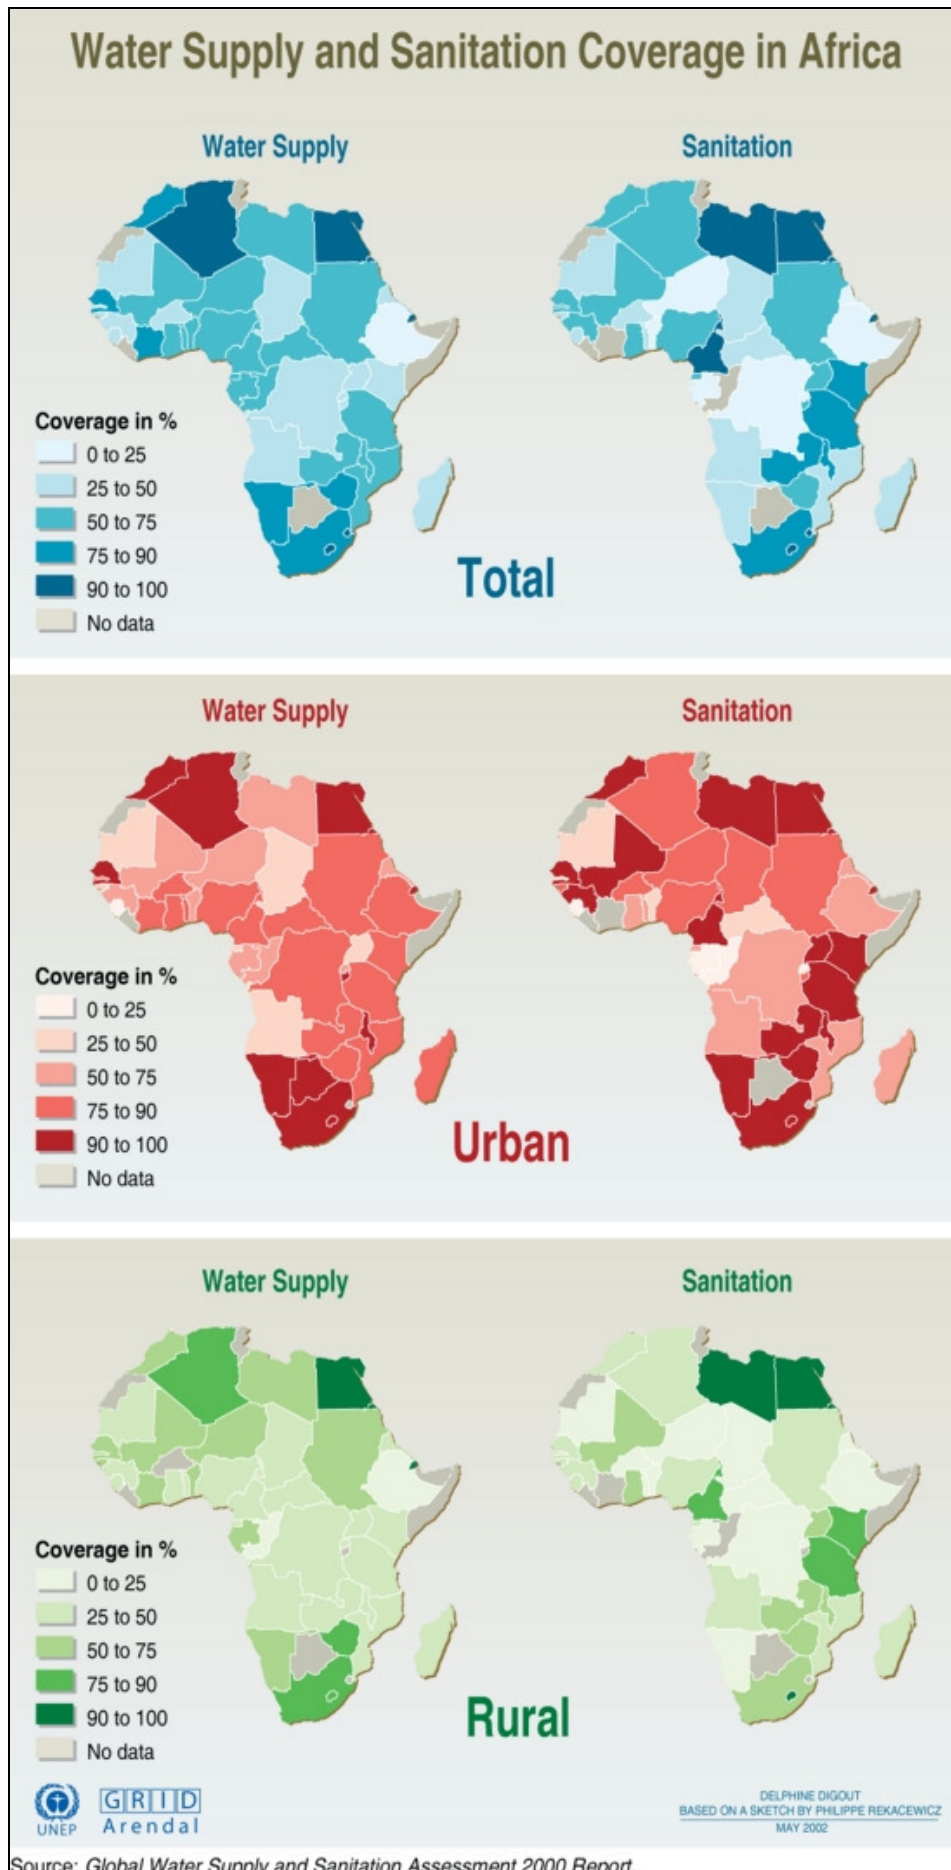 Water Supply and Sanitation Coverage in Africa
Water Supply
Sanitation
Coverage in %
0 to 25
25 to 50
50 to 75
75 to 90
90 to 100
No data
Total
Water Supply
Sanitation
Coverage in %
0 to 25
25 to 50
50 to 75
75 to 90
90 to 100
No data
Urban
Water Supply
Sanitation
Coverage in %
0 to 25
25 to 50
50 to 75
75 to 90
90 to 100
No data
Rural
UNEP
GRID
Arendal
DELPHINE DIGOUT
BASED ON A SKETCH BY PHILIPPE REKACEWICZ
MAY 2002
Source: Global Water Supply and Sanitation Assessment 2000 Report